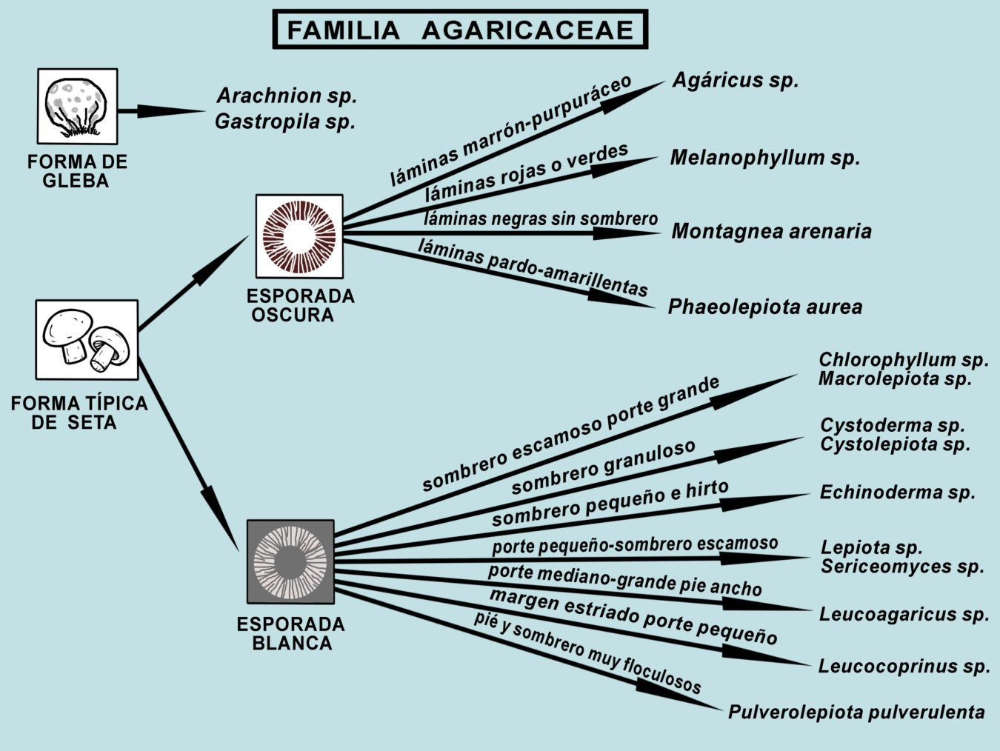 FAMILIA AGARICACEAE
FORMA DE
GLEBA
Arachnion sp.
Gastropila sp.
FORMA TÍPICA
DE SETA
ESPORADA
OSCURA
láminas marrón-purpuráceo
Agáricus sp.
láminas rojas o verdes
Melanophyllum sp.
láminas negras sin sombrero
Montagnea arenaria
láminas pardo-amarillentas
Phaeolepiota aurea
ESPORADA
BLANCA
sombrero escamoso porte grande
Chlorophyllum sp.
Macrolepiota sp.
sombrero granuloso
Cystoderma sp.
Cystolepiota sp.
sombrero pequeño e hirto
Echinoderma sp.
porte pequeño-sombrero escamoso
Lepiota sp.
Sericeomyces sp.
porte mediano-grande pie ancho
Leucoagaricus sp.
margen estriado porte pequeño
Leucocoprinus sp.
pié y sombrero muy floculosos
Pulverolepiota pulverulenta